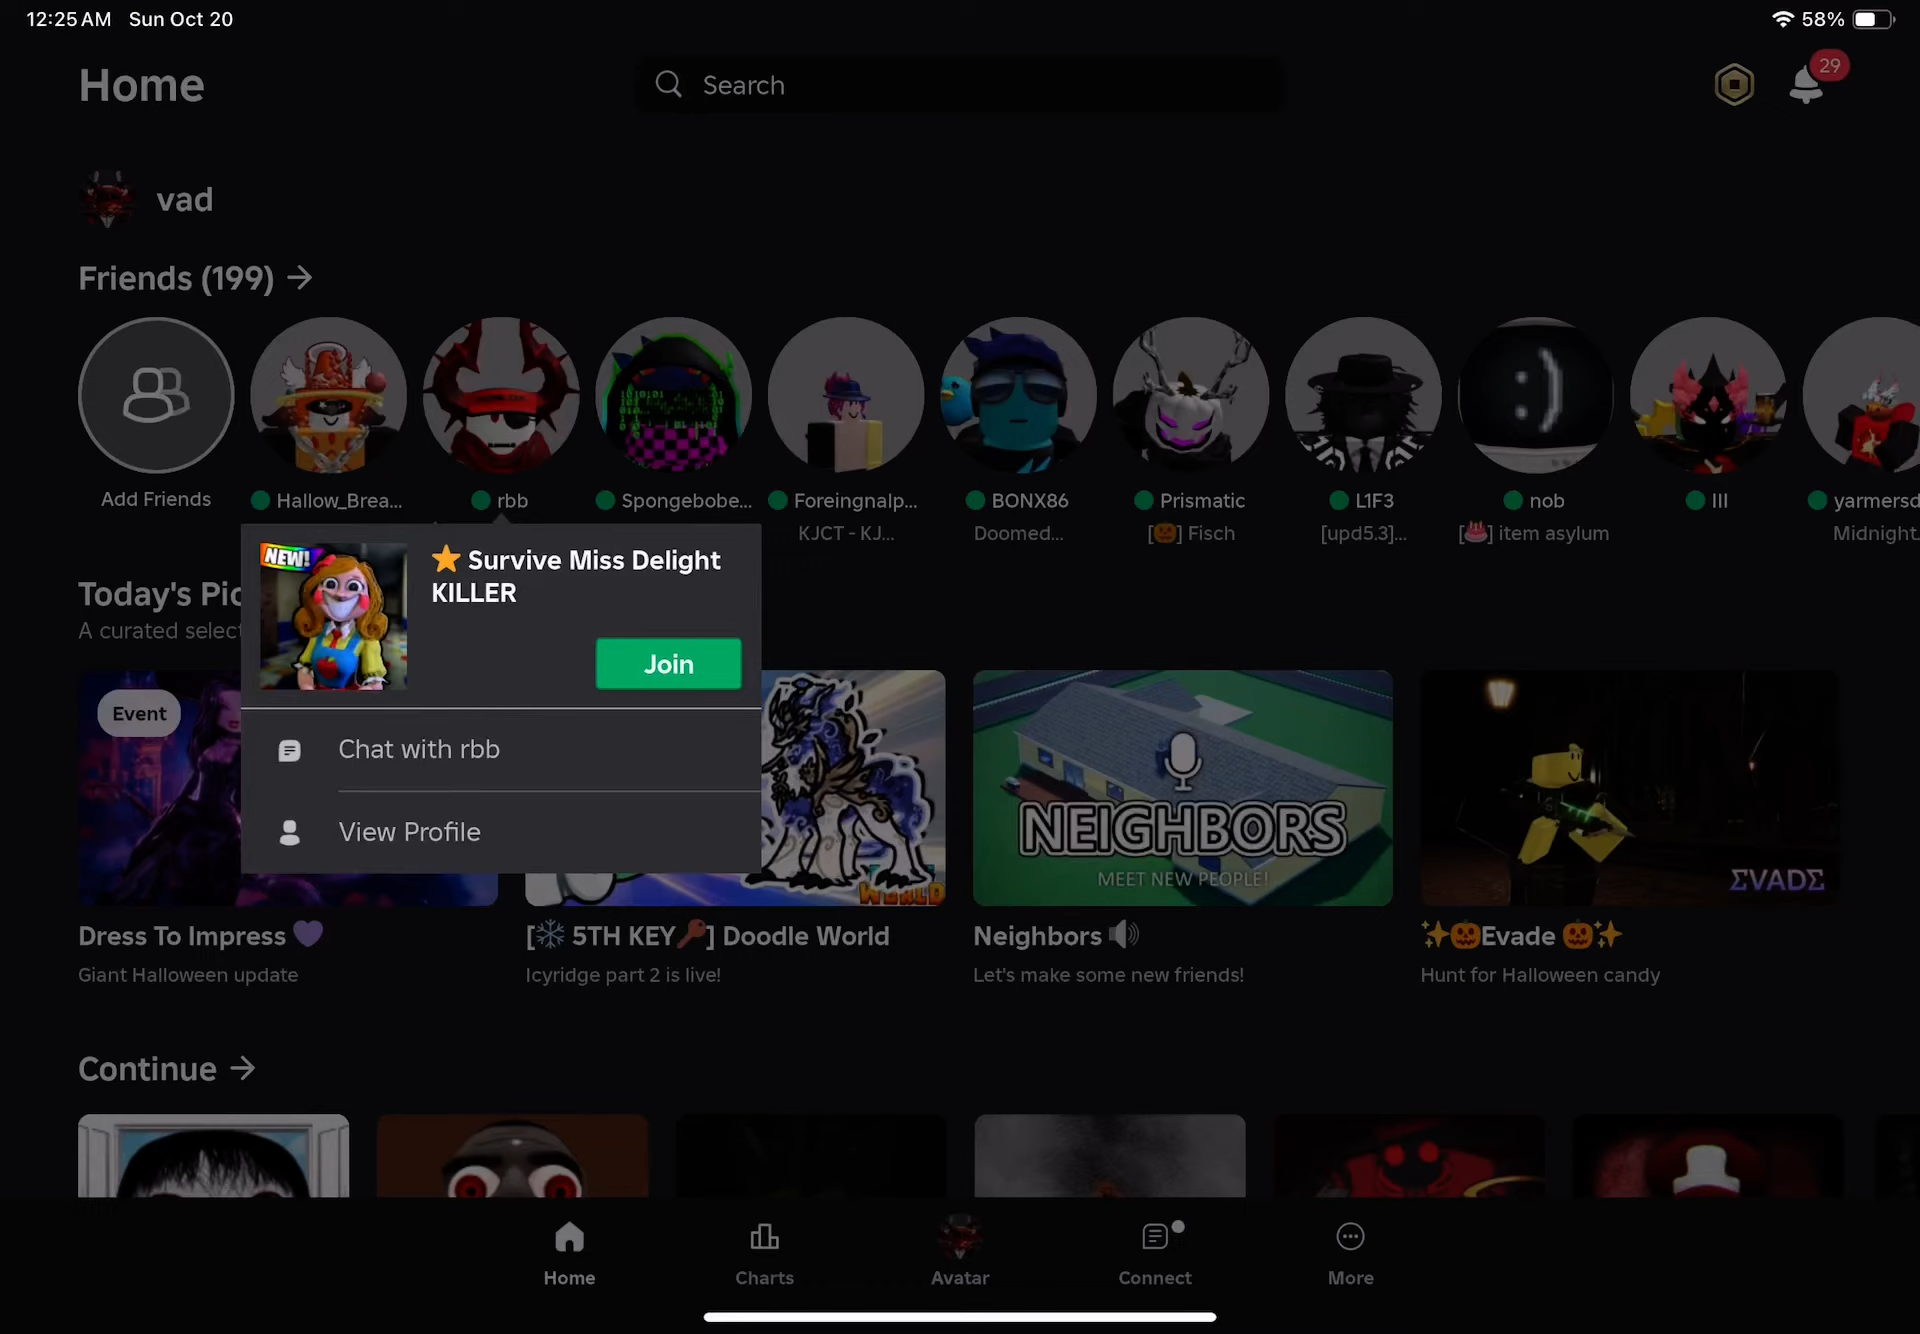 12:25 AM Sun Oct 20
58%
Home
Search
29
vad
Friends (199)
Add Friends
Hallow_Brea...
rbb
Spongebobe...
Foreingnalp...
BONX86
Prismatic
L1F3
nob
III
yarmersd
KJCT - KJ...
Doomed...
[🎃] Fisch
[upd5.3]...
[🎂] item asylum
Midnight
NEW!
⭐ Survive Miss Delight
KILLER
Join
Today's Pic
A curated select
Chat with rbb
View Profile
Event
WORLD
NEIGHBORS
MEET NEW PEOPLE!
ΣVADΣ
Dress To Impress 💜
Giant Halloween update
[❄️ 5TH KEY🔑] Doodle World
Icyridge part 2 is live!
Neighbors 🔊
Let's make some new friends!
✨🎃Evade 🎃✨
Hunt for Halloween candy
Continue
Home
Charts
Avatar
Connect
More